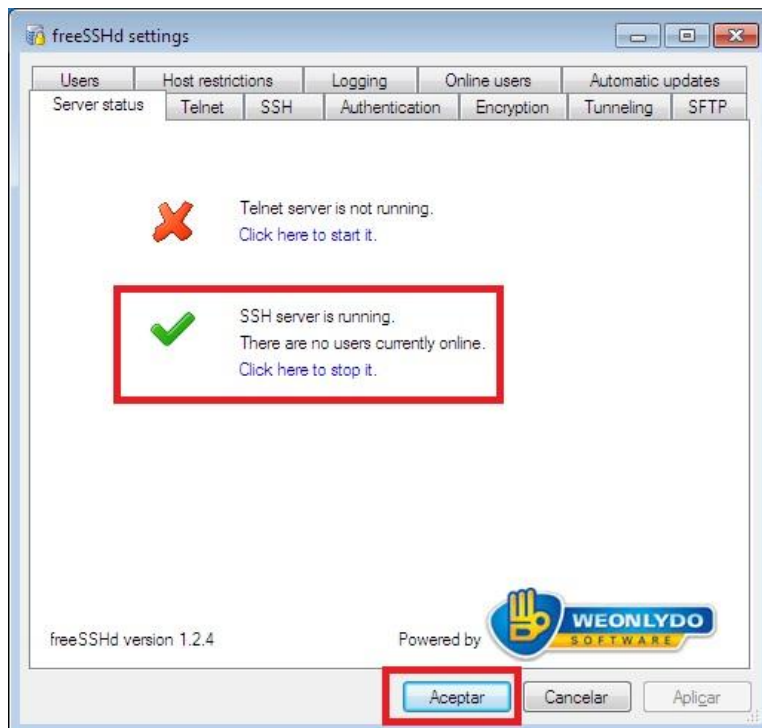 freeSSHd settings
Users Host restrictions Logging Online users Automatic updates
Server status Telnet SSH Authentication Encryption Tunneling SFTP
Telnet server is not running.
Click here to start it.
SSH server is running.
There are no users currently online.
Click here to stop it.
freeSSHd version 1.2.4
Powered by
WEONLYDO
SOFTWARE
Aceptar Cancelar Aplicar